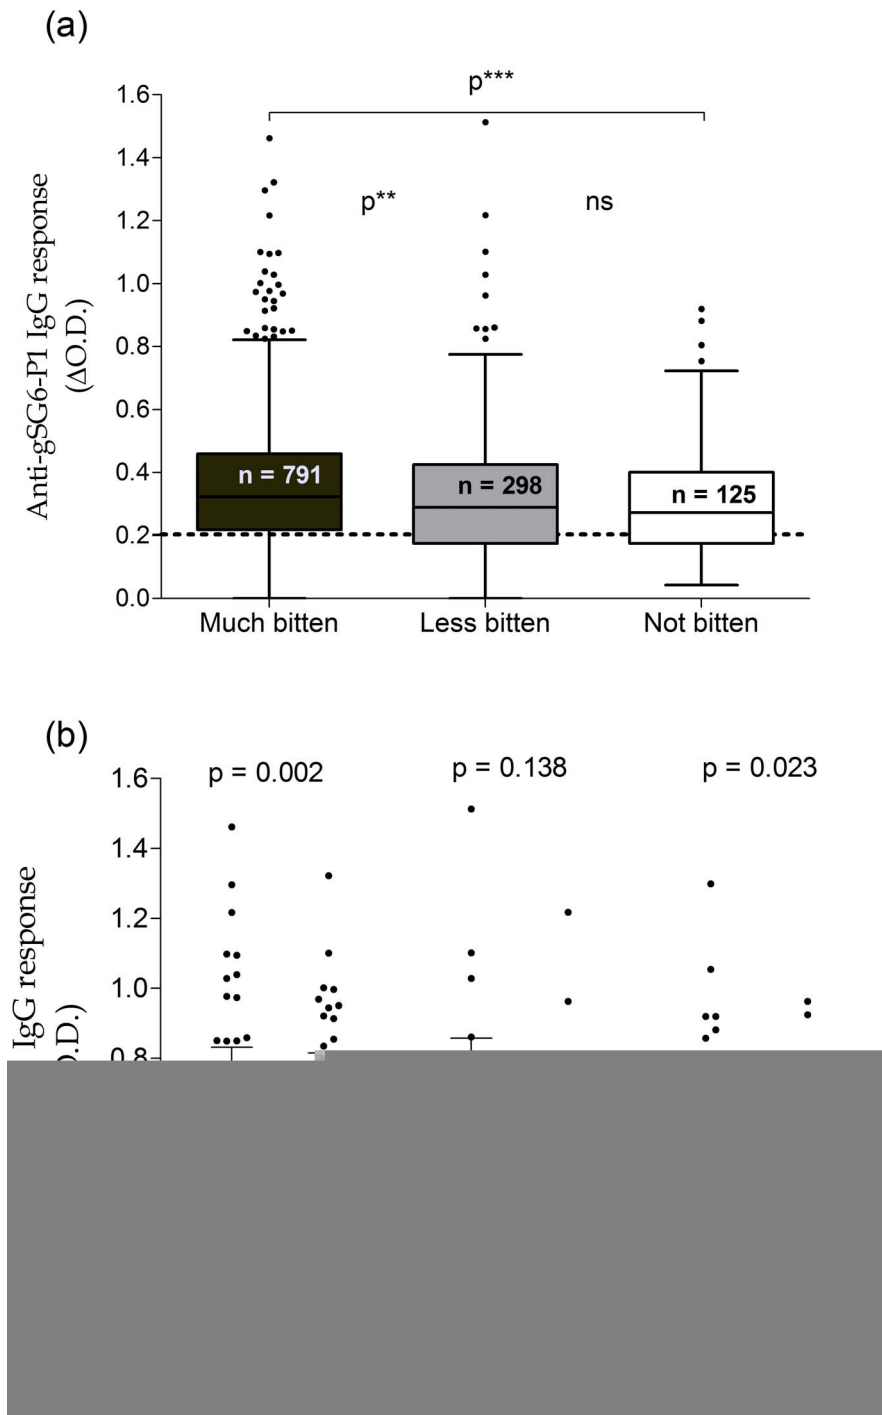 (a)
p***
1.6
1.4
1.2
p**
ns
1.0
0.8
0.6
0.4
0.2
0.0
Anti-gSG6-P1 IgG response
(ΔO.D.)
n = 791
n = 298
n = 125
Much bitten
Less bitten
Not bitten
(b)
p = 0.002
p = 0.138
p = 0.023
1.6
1.4
1.2
1.0
0.8
IgG response
O.D.)